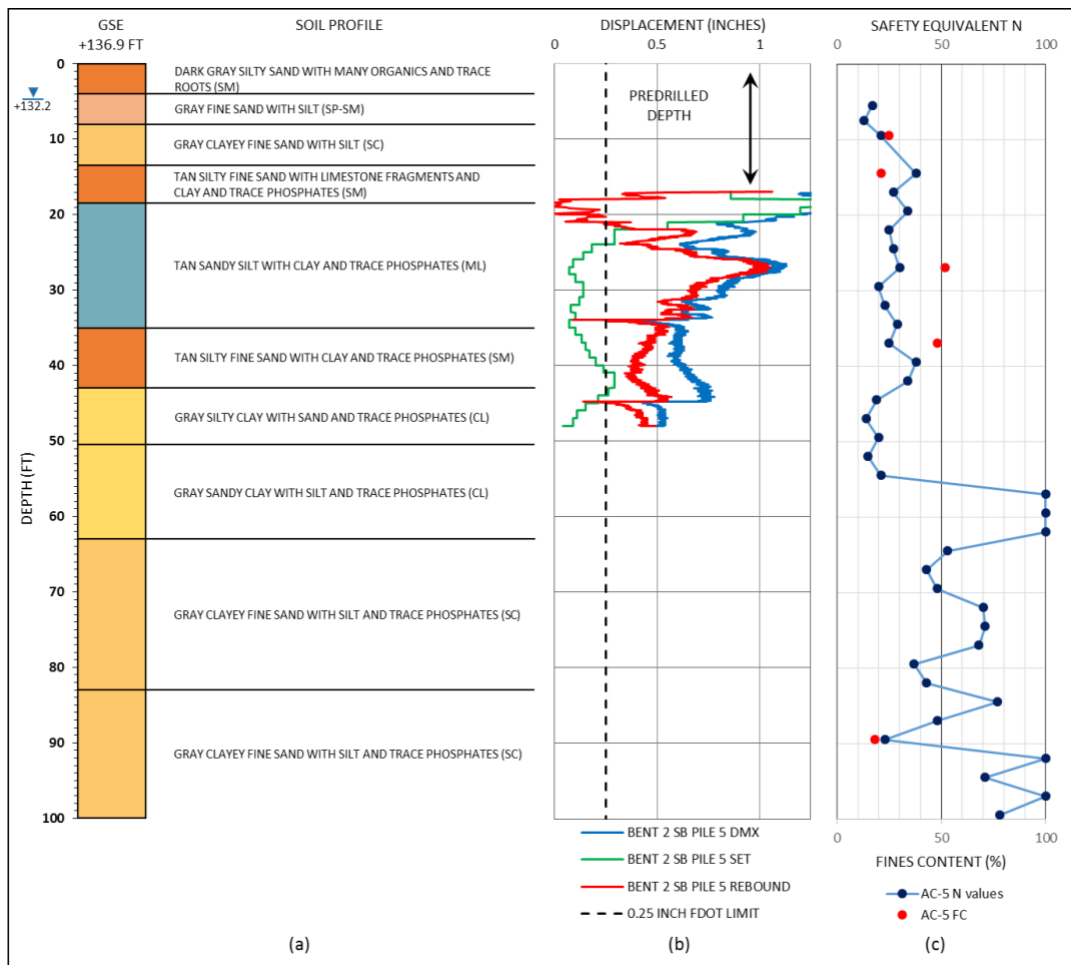 GSE
+136.9 FT
SOIL PROFILE
DISPLACEMENT (INCHES)
0 0.5 1
SAFETY EQUIVALENT N
0 50 100
DEPTH (FT)
0
10
20
30
40
50
60
70
80
90
100
+132.2
DARK GRAY SILTY SAND WITH MANY ORGANICS AND TRACE
ROOTS (SM)
GRAY FINE SAND WITH SILT (SP-SM)
GRAY CLAYEY FINE SAND WITH SILT (SC)
TAN SILTY FINE SAND WITH LIMESTONE FRAGMENTS AND
CLAY AND TRACE PHOSPHATES (SM)
TAN SANDY SILT WITH CLAY AND TRACE PHOSPHATES (ML)
TAN SILTY FINE SAND WITH CLAY AND TRACE PHOSPHATES (SM)
GRAY SILTY CLAY WITH SAND AND TRACE PHOSPHATES (CL)
GRAY SANDY CLAY WITH SILT AND TRACE PHOSPHATES (CL)
GRAY CLAYEY FINE SAND WITH SILT AND TRACE PHOSPHATES (SC)
GRAY CLAYEY FINE SAND WITH SILT AND TRACE PHOSPHATES (SC)
PREDRILLED
DEPTH
BENT 2 SB PILE 5 DMX
BENT 2 SB PILE 5 SET
BENT 2 SB PILE 5 REBOUND
0.25 INCH FDOT LIMIT
0 50 100
FINES CONTENT (%)
AC-5 N values
AC-5 FC
(a)
(b)
(c)